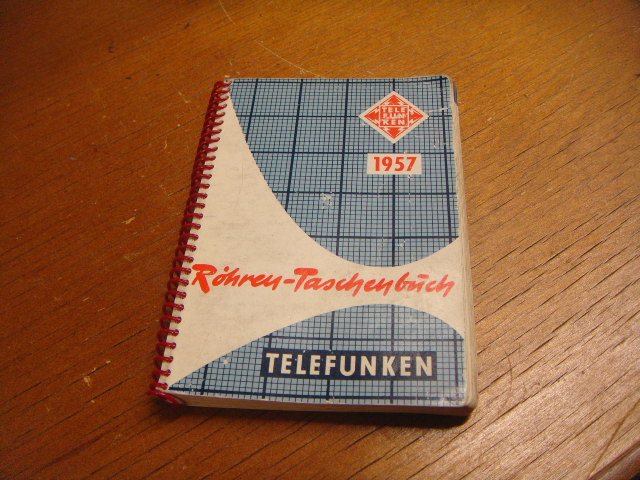 TELE
FUN
KEN
1957
Röhren-Taschenbuch
TELEFUNKEN